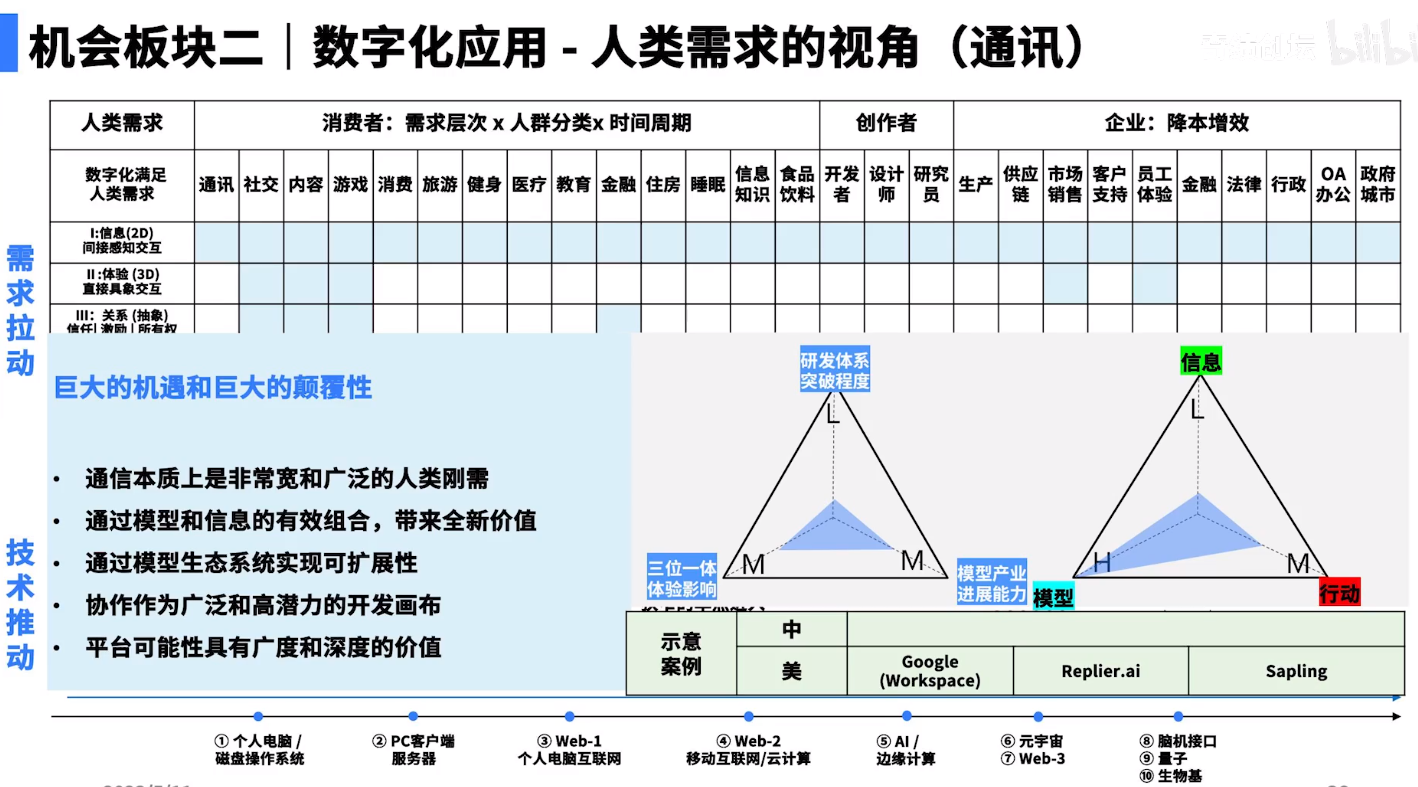 机会板块二｜数字化应用 - 人类需求的视角（通讯）
bilibi
人类需求
消费者：需求层次 x 人群分类x 时间周期
创作者
企业：降本增效
数字化满足
人类需求
通讯
社交
内容
游戏
消费
旅游
健身
医疗
教育
金融
住房
睡眠
信息
知识
食品
饮料
开发
者
设计
师
研究
员
生产
供应
链
市场
销售
客户
支持
员工
体验
金融
法律
行政
OA
办公
政府
城市
I:信息(2D)
间接感知交互
II :体验 (3D)
直接具象交互
III：关系 (抽象)
信任| 激励 | 所有权
需求拉动
技术推动
巨大的机遇和巨大的颠覆性
• 通信本质上是非常宽和广泛的人类刚需
• 通过模型和信息的有效组合，带来全新价值
• 通过模型生态系统实现可扩展性
• 协作作为广泛和高潜力的开发画布
• 平台可能性具有广度和深度的价值
研发体系
突破程度
L
M
M
三位一体
体验影响
模型产业
进展能力
信息
L
H
M
模型
行动
示意
案例
中
美
Google
(Workspace)
Replier.ai
Sapling
① 个人电脑 /
磁盘操作系统
② PC客户端
服务器
③ Web-1
个人电脑互联网
④ Web-2
移动互联网/云计算
⑤ AI /
边缘计算
⑥ 元宇宙
⑦ Web-3
⑧ 脑机接口
⑨ 量子
⑩ 生物基